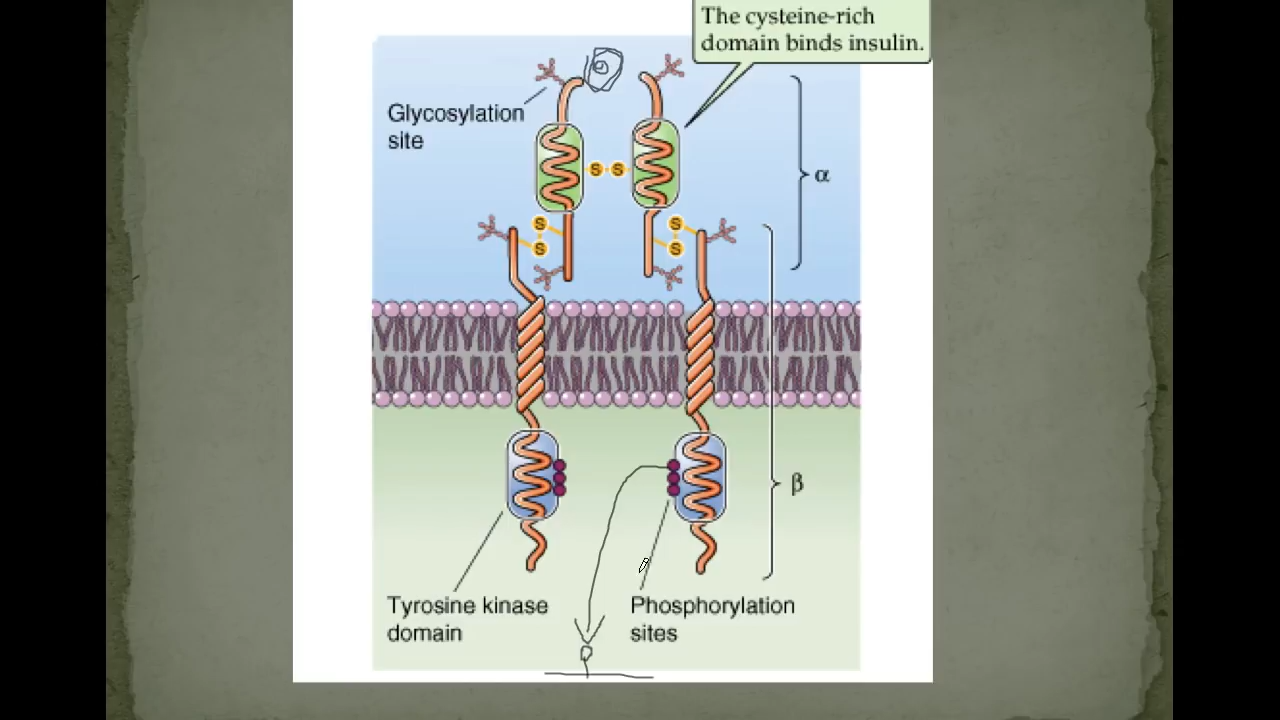 The cysteine-rich
domain binds insulin.
Glycosylation
site
S S
α
S
S
S
S
β
Tyrosine kinase
domain
Phosphorylation
sites